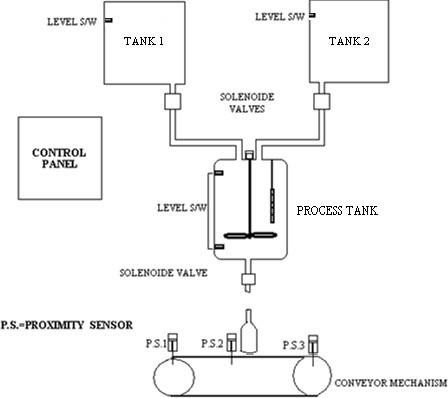 LEVEL S/W
TANK 1
LEVEL S/W
TANK 2
SOLENOIDE
VALVES
CONTROL
PANEL
LEVEL S/W
PROCESS TANK
SOLENOIDE VALVE
P.S.=PROXIMITY SENSOR
P.S.1
P.S.2
P.S.3
CONVEYOR MECHANISM